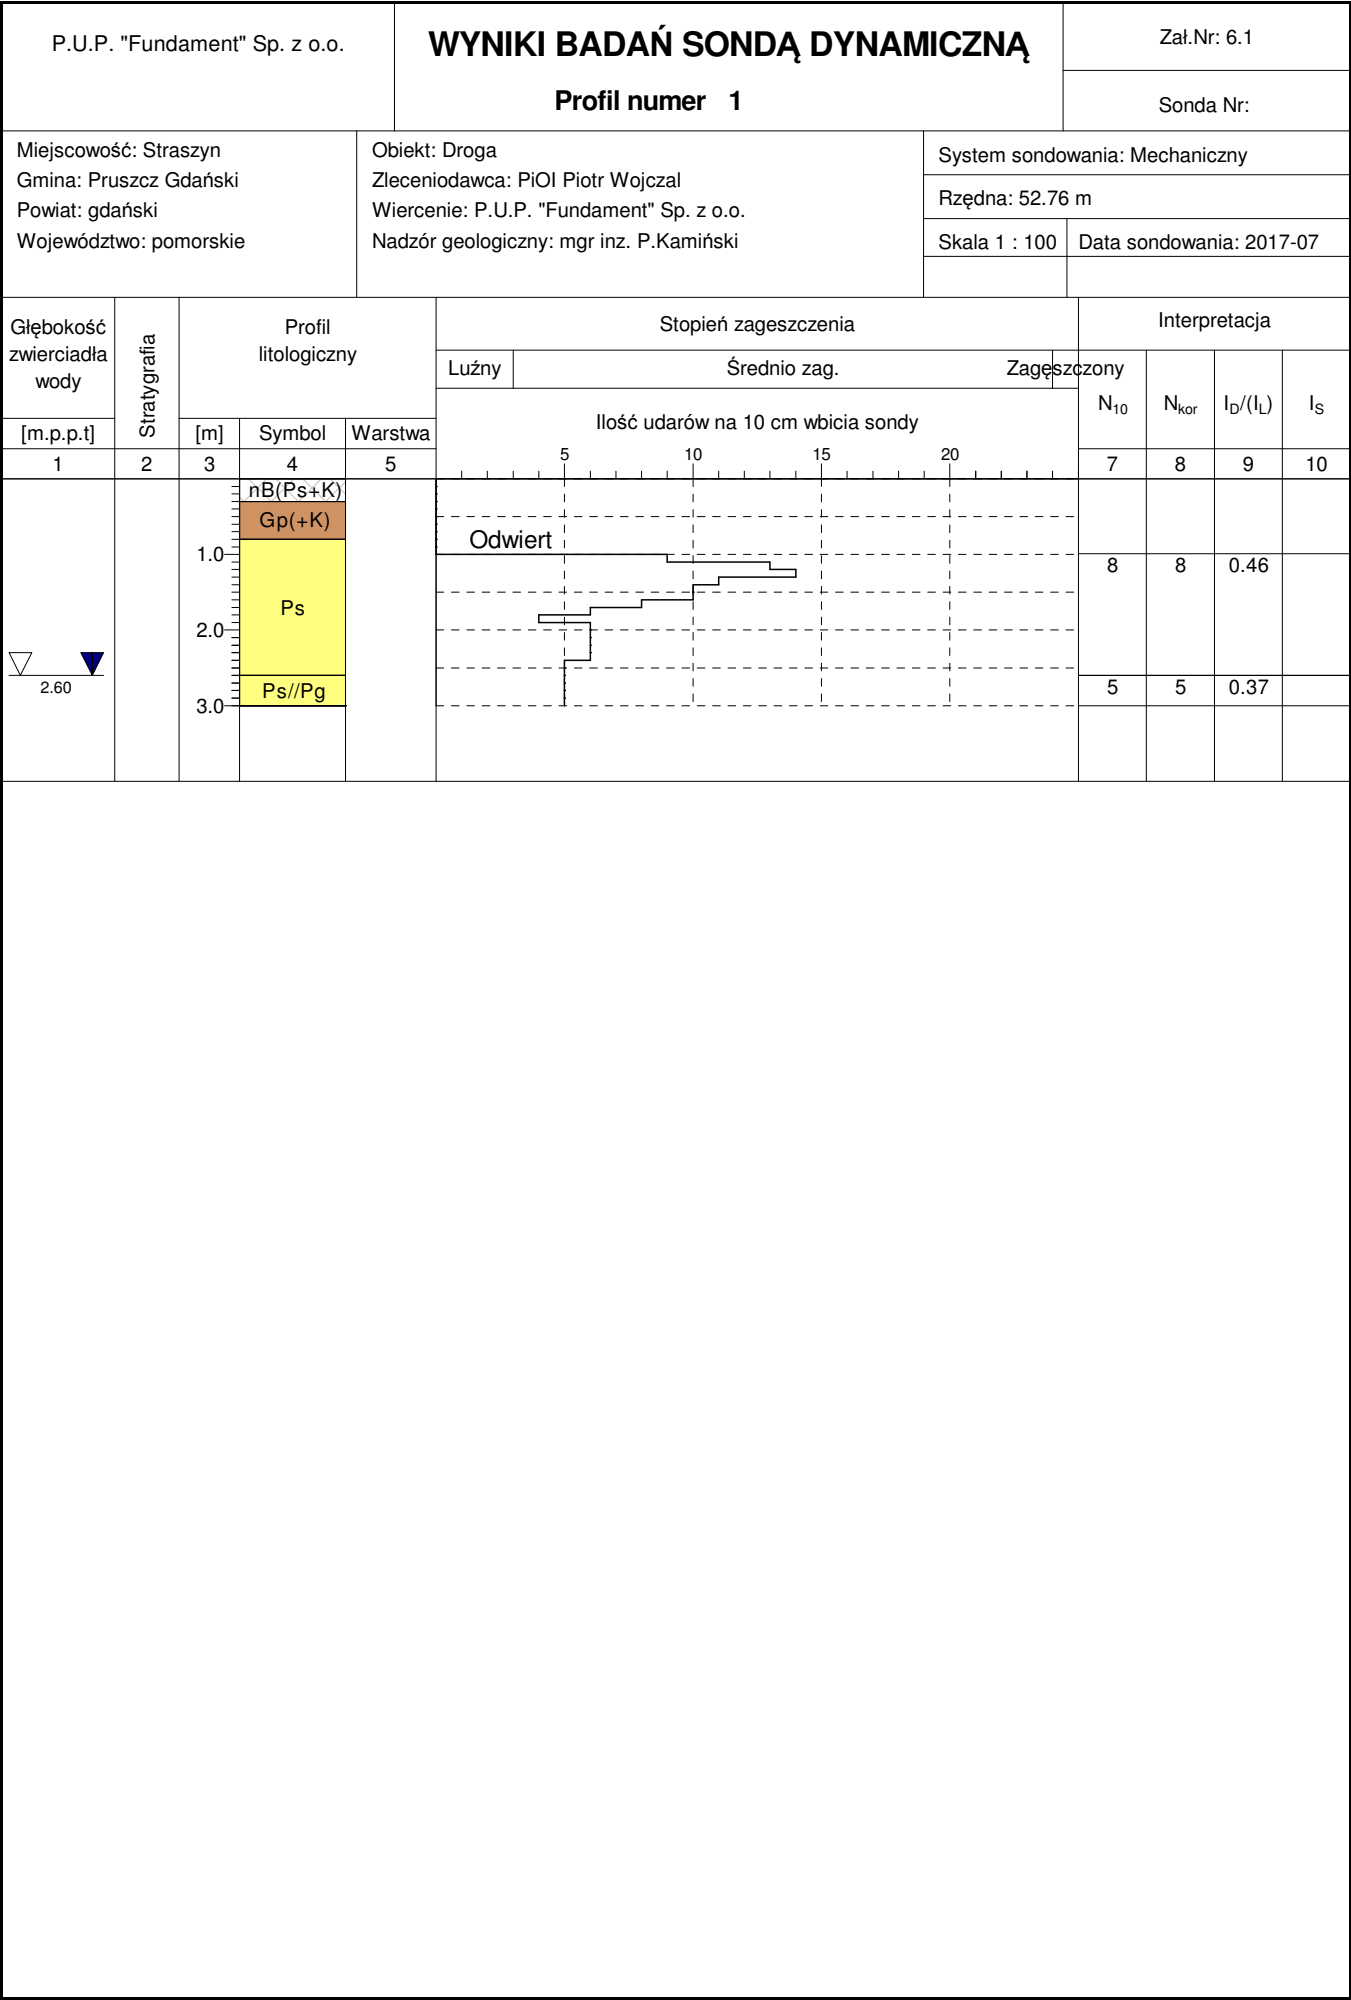 P.U.P. "Fundament" Sp. z o.o.
WYNIKI BADAŃ SONDĄ DYNAMICZNĄ
Profil numer 1
Zał.Nr: 6.1
Sonda Nr:
Miejscowość: Straszyn
Gmina: Pruszcz Gdański
Powiat: gdański
Województwo: pomorskie
Obiekt: Droga
Zleceniodawca: PiOI Piotr Wojczal
Wiercenie: P.U.P. "Fundament" Sp. z o.o.
Nadzór geologiczny: mgr inz. P.Kamiński
System sondowania: Mechaniczny
Rzędna: 52.76 m
Skala 1 : 100 Data sondowania: 2017-07
Głębokość
zwierciadła
wody
[m.p.p.t]
Stratygrafia
Profil
litologiczny
[m] Symbol Warstwa
Stopień zageszczenia
Luźny Średnio zag. Zagęszczony
Ilość udarów na 10 cm wbicia sondy
5 10 15 20
Interpretacja
N10 Nkor ID/(IL) IS
1 2 3 4 5 7 8 9 10
nB(Ps+K)
Gp(+K)
Odwiert
1.0
8 8 0.46
Ps
2.0
2.60
Ps//Pg
5 5 0.37
3.0